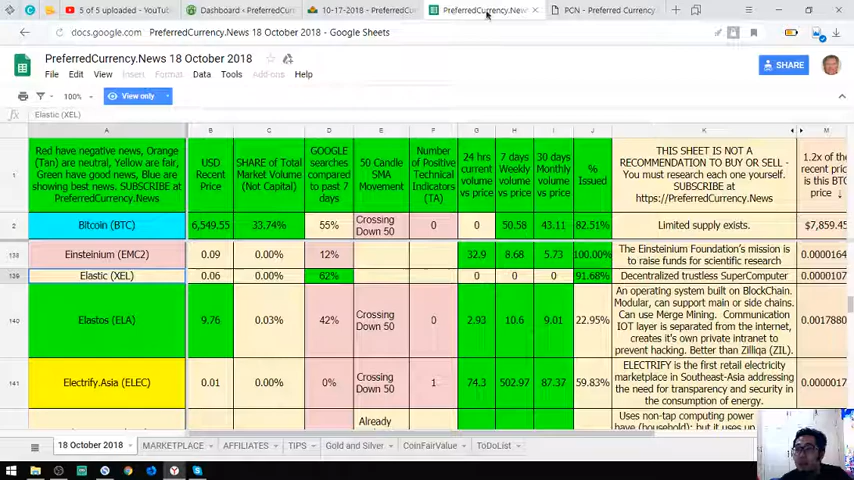 5 of 5 uploaded - YouTube
Dashboard ‹ PreferredCurr
10-17-2018 - PreferredCurr
PreferredCurrency.News
PCN - Preferred Currency
docs.google.com
PreferredCurrency.News 18 October 2018 - Google Sheets
PreferredCurrency.News 18 October 2018
File Edit View Insert Format Data Tools Add-ons Help
SHARE
100%
View only
fx Elastic (XEL)
A B C D E F G H I J K M
1
Red have negative news, Orange
(Tan) are neutral, Yellow are fair,
Green have good news, Blue are
showing best news. SUBSCRIBE at
PreferredCurrency.News
USD
Recent
Price
SHARE of Total
Market Volume
(Not Capital)
GOOGLE
searches
compared
to past 7
days
50 Candle
SMA
Movement
Number
of Positive
Technical
Indicators
(TA)
24 hrs
current
volume
vs price
7 days
Weekly
volume
vs price
30 days
Monthly
volume
vs price
%
Issued
THIS SHEET IS NOT A
RECOMMENDATION TO BUY OR SELL -
You must research each one yourself.
SUBSCRIBE at
https://PreferredCurrency.News
1.2x of the
recent pric
is this BTC
price ↓
2 Bitcoin (BTC) 6,549.55 33.74% 55% Crossing Down 50 0 0 50.58 43.11 82.51% Limited supply exists. $7,859.45
138 Einsteinium (EMC2) 0.09 0.00% 12% 32.9 8.68 5.73 100.00% The Einsteinium Foundation's mission is
to raise funds for scientific research 0.0000164
139 Elastic (XEL) 0.06 0.00% 62% 0 0 0 91.68% Decentralized trustless SuperComputer 0.0000107
140 Elastos (ELA) 9.76 0.03% 42% Crossing Down 50 0 2.93 10.6 9.01 22.95%
An operating system built on BlockChain.
Modular, can support main or side chains.
Can use Merge Mining. Communication
IOT layer is separated from the internet,
creates it's own private intranet to
prevent hacking. Better than Zilliqa (ZIL).
0.0017880
141 Electrify.Asia (ELEC) 0.01 0.00% 0% Crossing Down 50 1 74.3 502.97 87.37 59.83%
ELECTRIFY is the first retail electricity
marketplace in Southeast-Asia addressing
the need for transparency and security in
the consumption of energy.
0.0000017
Already
Uses non-tap computing power
18 October 2018 MARKETPLACE AFFILIATES TIPS Gold and Silver CoinFairValue ToDoList